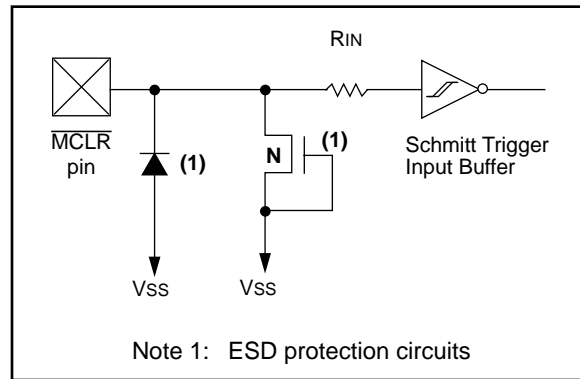 RIN
MCLR
pin
(1)
N
(1)
Schmitt Trigger
Input Buffer
VSS
VSS
Note 1: ESD protection circuits